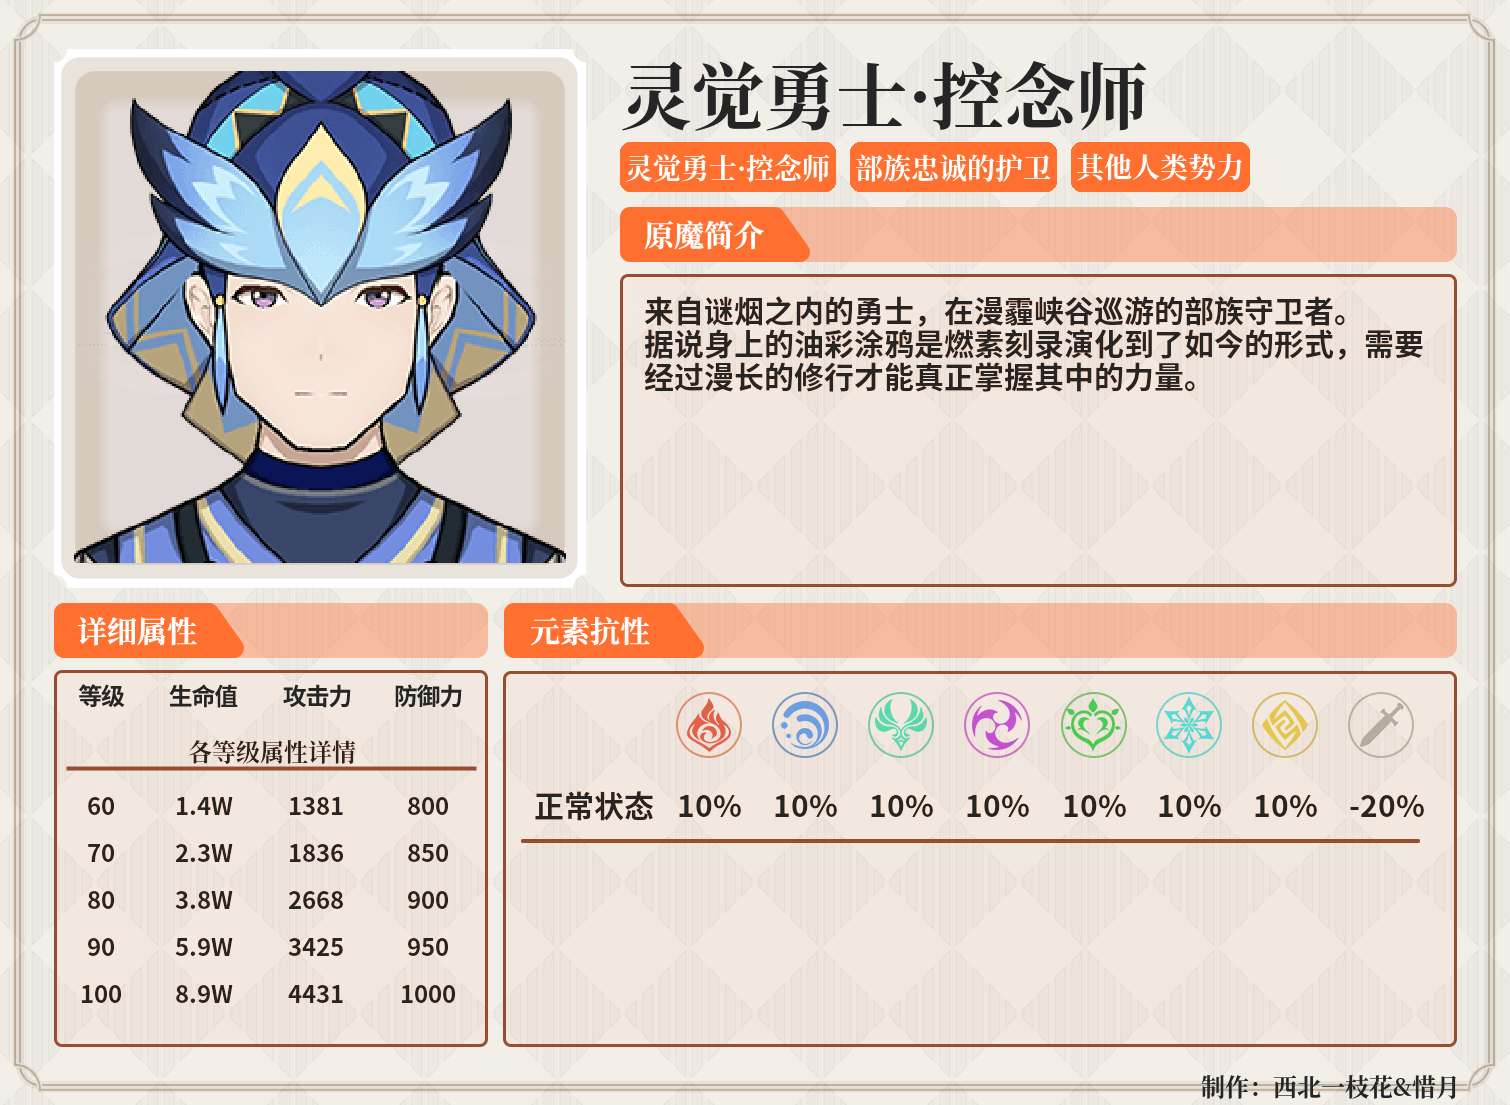 灵觉勇士·控念师
灵觉勇士·控念师 部族忠诚的护卫 其他人类势力
原魔简介
来自谜烟之内的勇士，在漫霾峡谷巡游的部族守卫者。
据说身上的油彩涂鸦是燃素刻录演化到了如今的形式，需要
经过漫长的修行才能真正掌握其中的力量。
详细属性
等级 生命值 攻击力 防御力
各等级属性详情
60 1.4W 1381 800
70 2.3W 1836 850
80 3.8W 2668 900
90 5.9W 3425 950
100 8.9W 4431 1000
元素抗性
正常状态 10% 10% 10% 10% 10% 10% 10% -20%
制作：西北一枝花&惜月